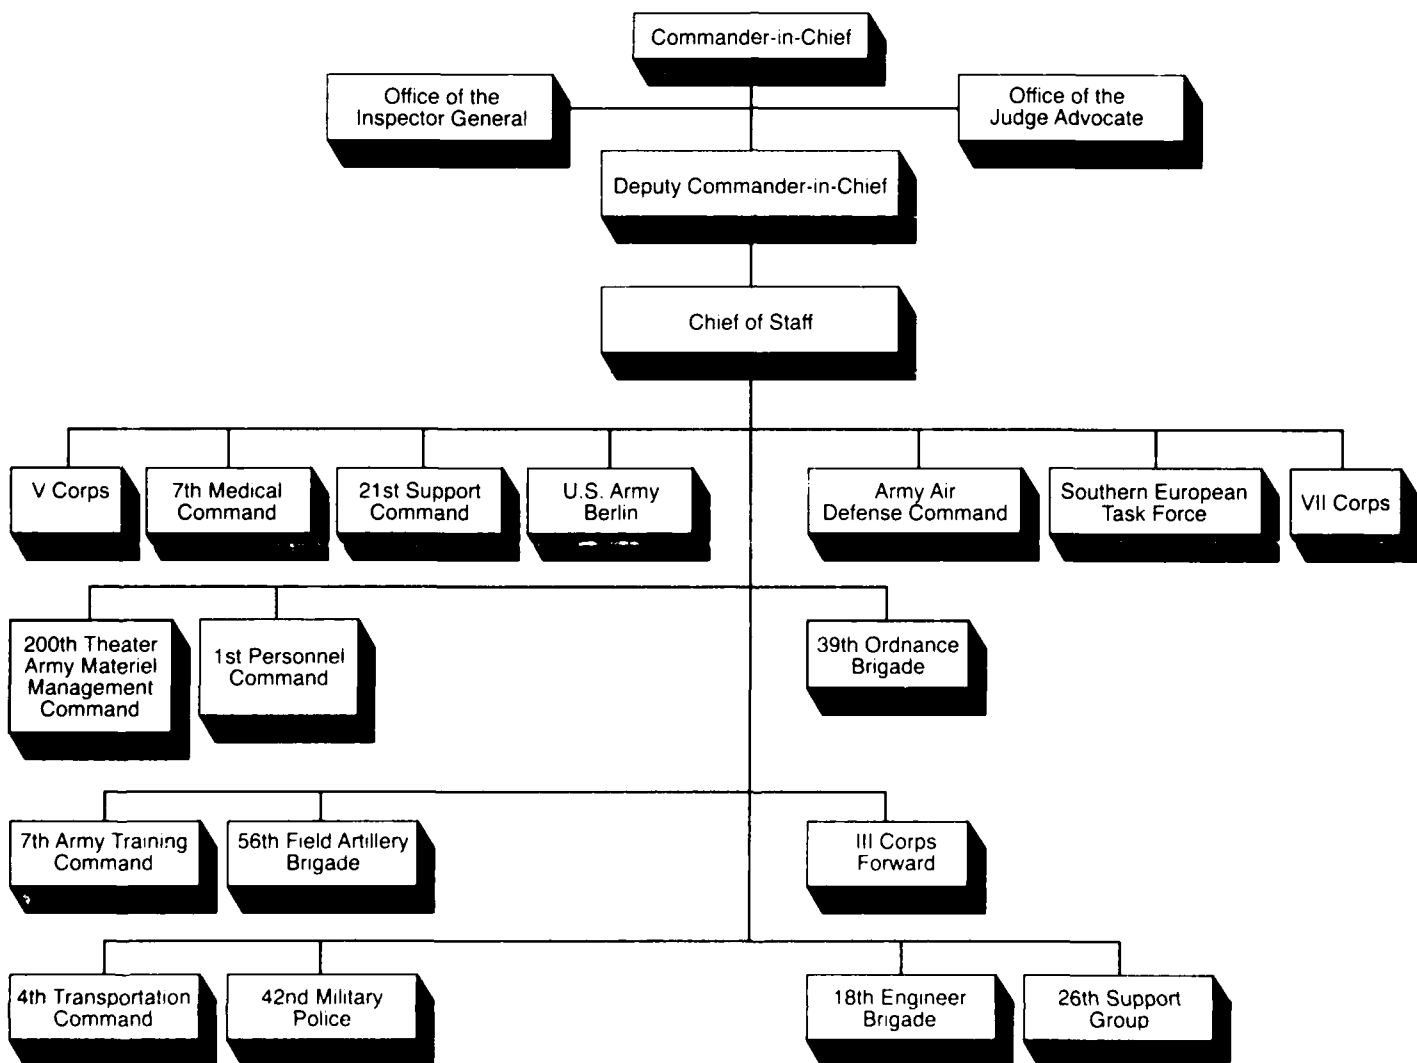 Commander-in-Chief
Office of the
Inspector General
Office of the
Judge Advocate
Deputy Commander-in-Chief
Chief of Staff
V Corps
7th Medical
Command
21st Support
Command
U.S. Army
Berlin
Army Air
Defense Command
Southern European
Task Force
VII Corps
200th Theater
Army Materiel
Management
Command
1st Personnel
Command
39th Ordnance
Brigade
7th Army Training
Command
56th Field Artillery
Brigade
III Corps
Forward
4th Transportation
Command
42nd Military
Police
18th Engineer
Brigade
26th Support
Group